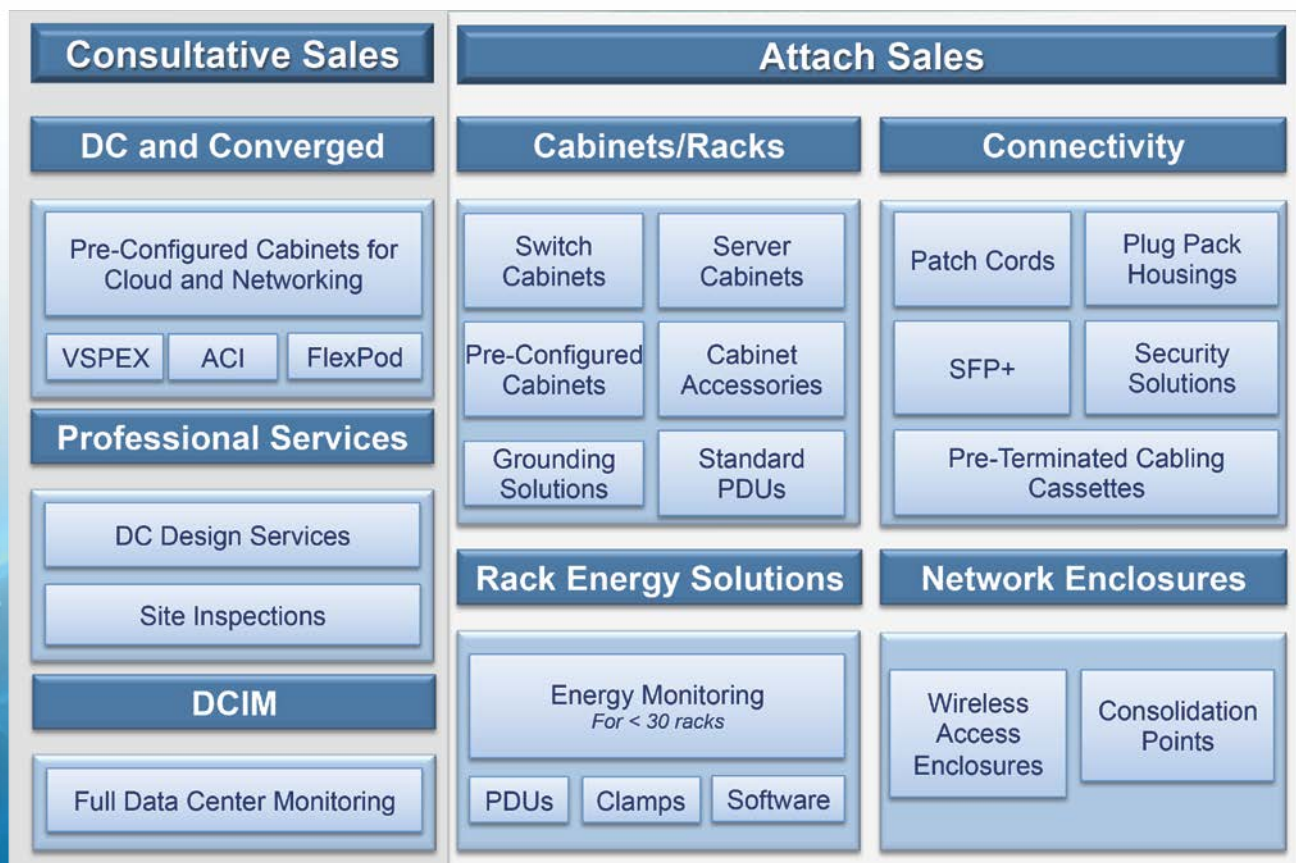 Consultative Sales
DC and Converged
Pre-Configured Cabinets for
Cloud and Networking
VSPEX
ACI
FlexPod
Professional Services
DC Design Services
Site Inspections
DCIM
Full Data Center Monitoring
Attach Sales
Cabinets/Racks
Switch
Cabinets
Server
Cabinets
Pre-Configured
Cabinets
Cabinet
Accessories
Grounding
Solutions
Standard
PDUs
Connectivity
Patch Cords
Plug Pack
Housings
SFP+
Security
Solutions
Pre-Terminated Cabling
Cassettes
Rack Energy Solutions
Energy Monitoring
For < 30 racks
PDUs
Clamps
Software
Network Enclosures
Wireless
Access
Enclosures
Consolidation
Points